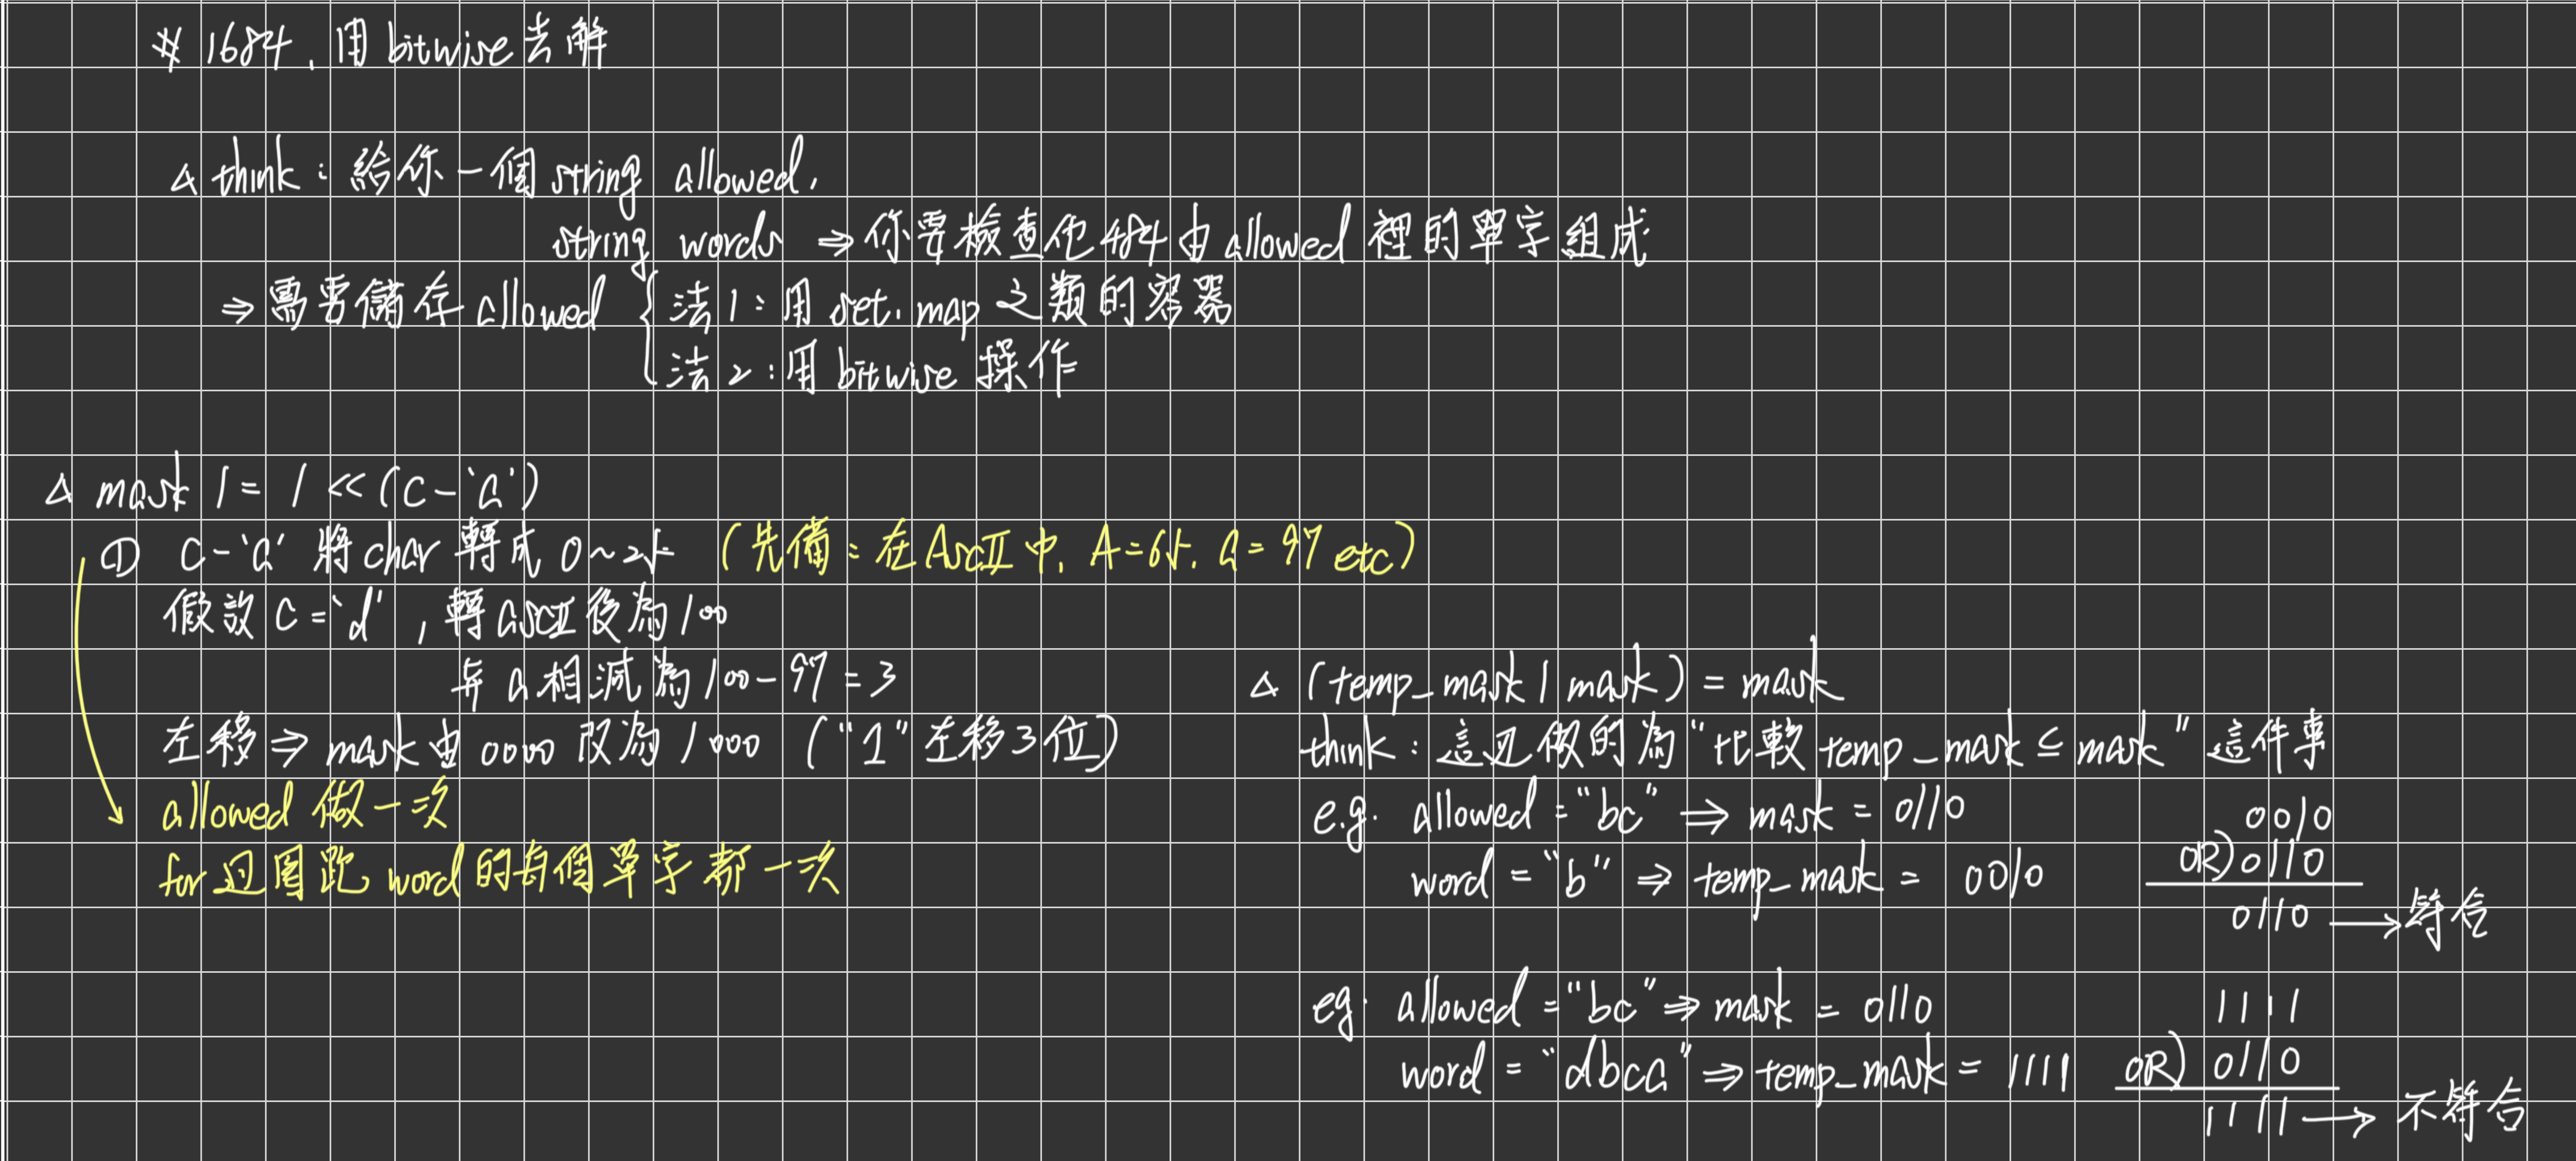 # 1684. 用 bitwise 去解
△ think：給你一個 string allowed,
string words ⇒ 你要檢查他 484 由 allowed 裡的單字組成
⇒ 需要儲存 allowed { 法1：用 set. map 之類的容器
法2：用 bitwise 操作
△ mask |= 1 << (c-'a')
① c-'a' 將 char 轉成 0~25 (先備：在 AscII 中, A=65. a=97 etc)
假設 c='d', 轉 ascII 後為 100
與 a 相減為 100-97=3
左移 ⇒ mask 由 0000 改為 1000 ("1" 左移3位)
allowed 做一次
for 迴圈跑 word 的每個單字都一次
△ (temp_mask | mask) = mask
think：這邊做的為 "比較 temp_mask ⊆ mask" 這件事
e.g. allowed = "bc" ⇒ mask = 0110
word = "b" ⇒ temp_mask = 0010
0010
OR) 0110
0110 → 符合
eg. allowed = "bc" ⇒ mask = 0110
word = "dbca" ⇒ temp_mask = 1111
1111
OR) 0110
1111 → 不符合